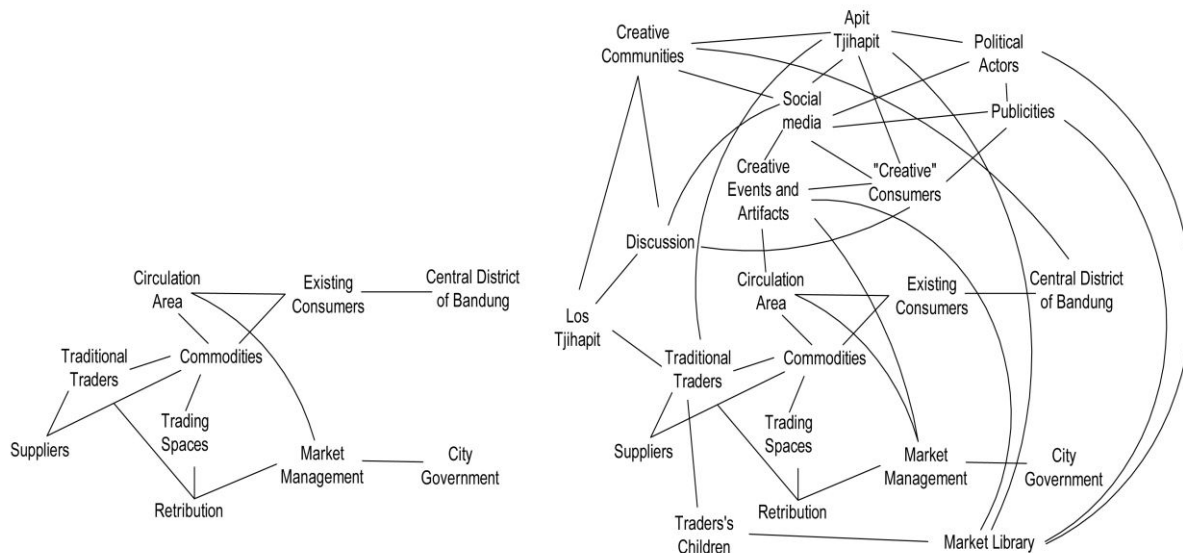 Circulation
Area
Existing
Consumers
Central District
of Bandung
Traditional
Traders
Commodities
Suppliers
Trading
Spaces
Market
Management
City
Government
Retribution
Creative
Communities
Apit
Tjihapit
Political
Actors
Social
media
Publicities
Creative
Events and
Artifacts
"Creative"
Consumers
Discussion
Circulation
Area
Existing
Consumers
Central District
of Bandung
Los
Tjihapit
Traditional
Traders
Commodities
Suppliers
Trading
Spaces
Market
Management
City
Government
Retribution
Traders's
Children
Market Library